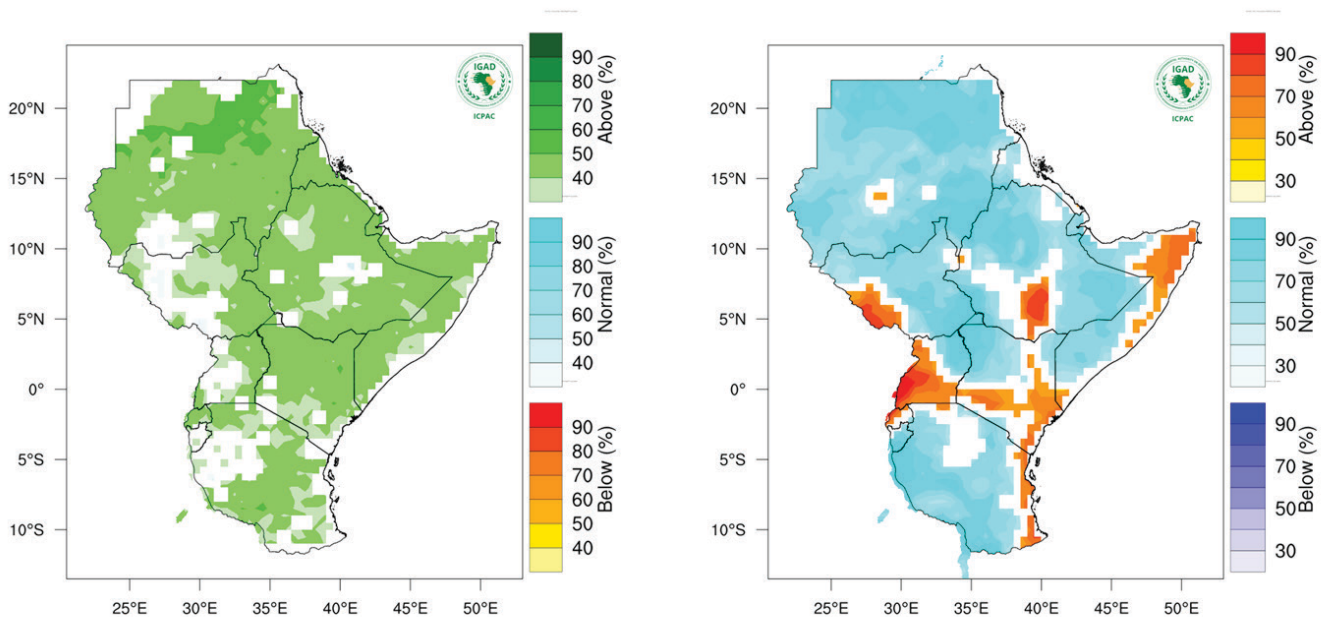 IGAD
ICPAC
20°N
15°N
10°N
5°N
0°
5°S
10°S
25°E
30°E
35°E
40°E
45°E
50°E
90
80
70
60
50
40
Above (%)
90
80
70
60
50
40
Normal (%)
90
80
70
60
50
40
Below (%)
IGAD
ICPAC
20°N
15°N
10°N
5°N
0°
5°S
10°S
25°E
30°E
35°E
40°E
45°E
50°E
90
70
50
30
Above (%)
90
70
50
30
Normal (%)
90
70
50
30
Below (%)